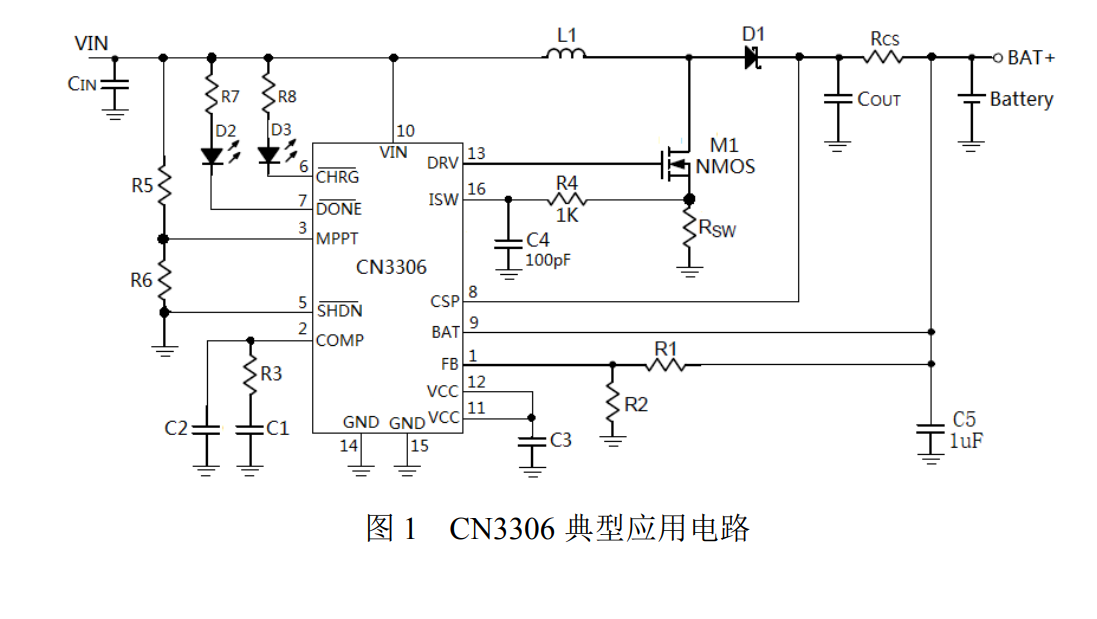 VIN
L1
D1
RCS
BAT+
CIN
R7
R8
COUT
Battery
D2
D3
10
VIN
M1
NMOS
DRV
13
6
CHRG
R5
R4
1K
ISW
16
7
DONE
3
MPPT
RSW
C4
100pF
R6
CN3306
CSP
8
5
SHDN
BAT
9
2
COMP
FB
1
R1
R3
VCC
12
R2
VCC
11
C2
C1
GND
GND
C3
C5
1uF
14
15
图 1 CN3306 典型应用电路